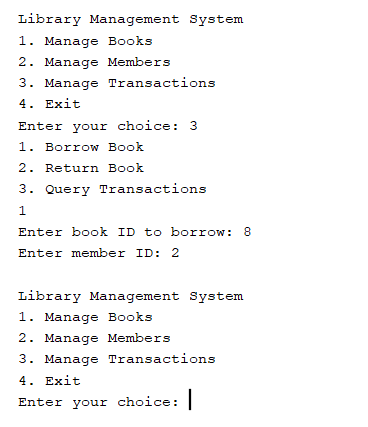 Library Management System
1. Manage Books
2. Manage Members
3. Manage Transactions
4. Exit
Enter your choice: 3
1. Borrow Book
2. Return Book
3. Query Transactions
1
Enter book ID to borrow: 8
Enter member ID: 2

Library Management System
1. Manage Books
2. Manage Members
3. Manage Transactions
4. Exit
Enter your choice: